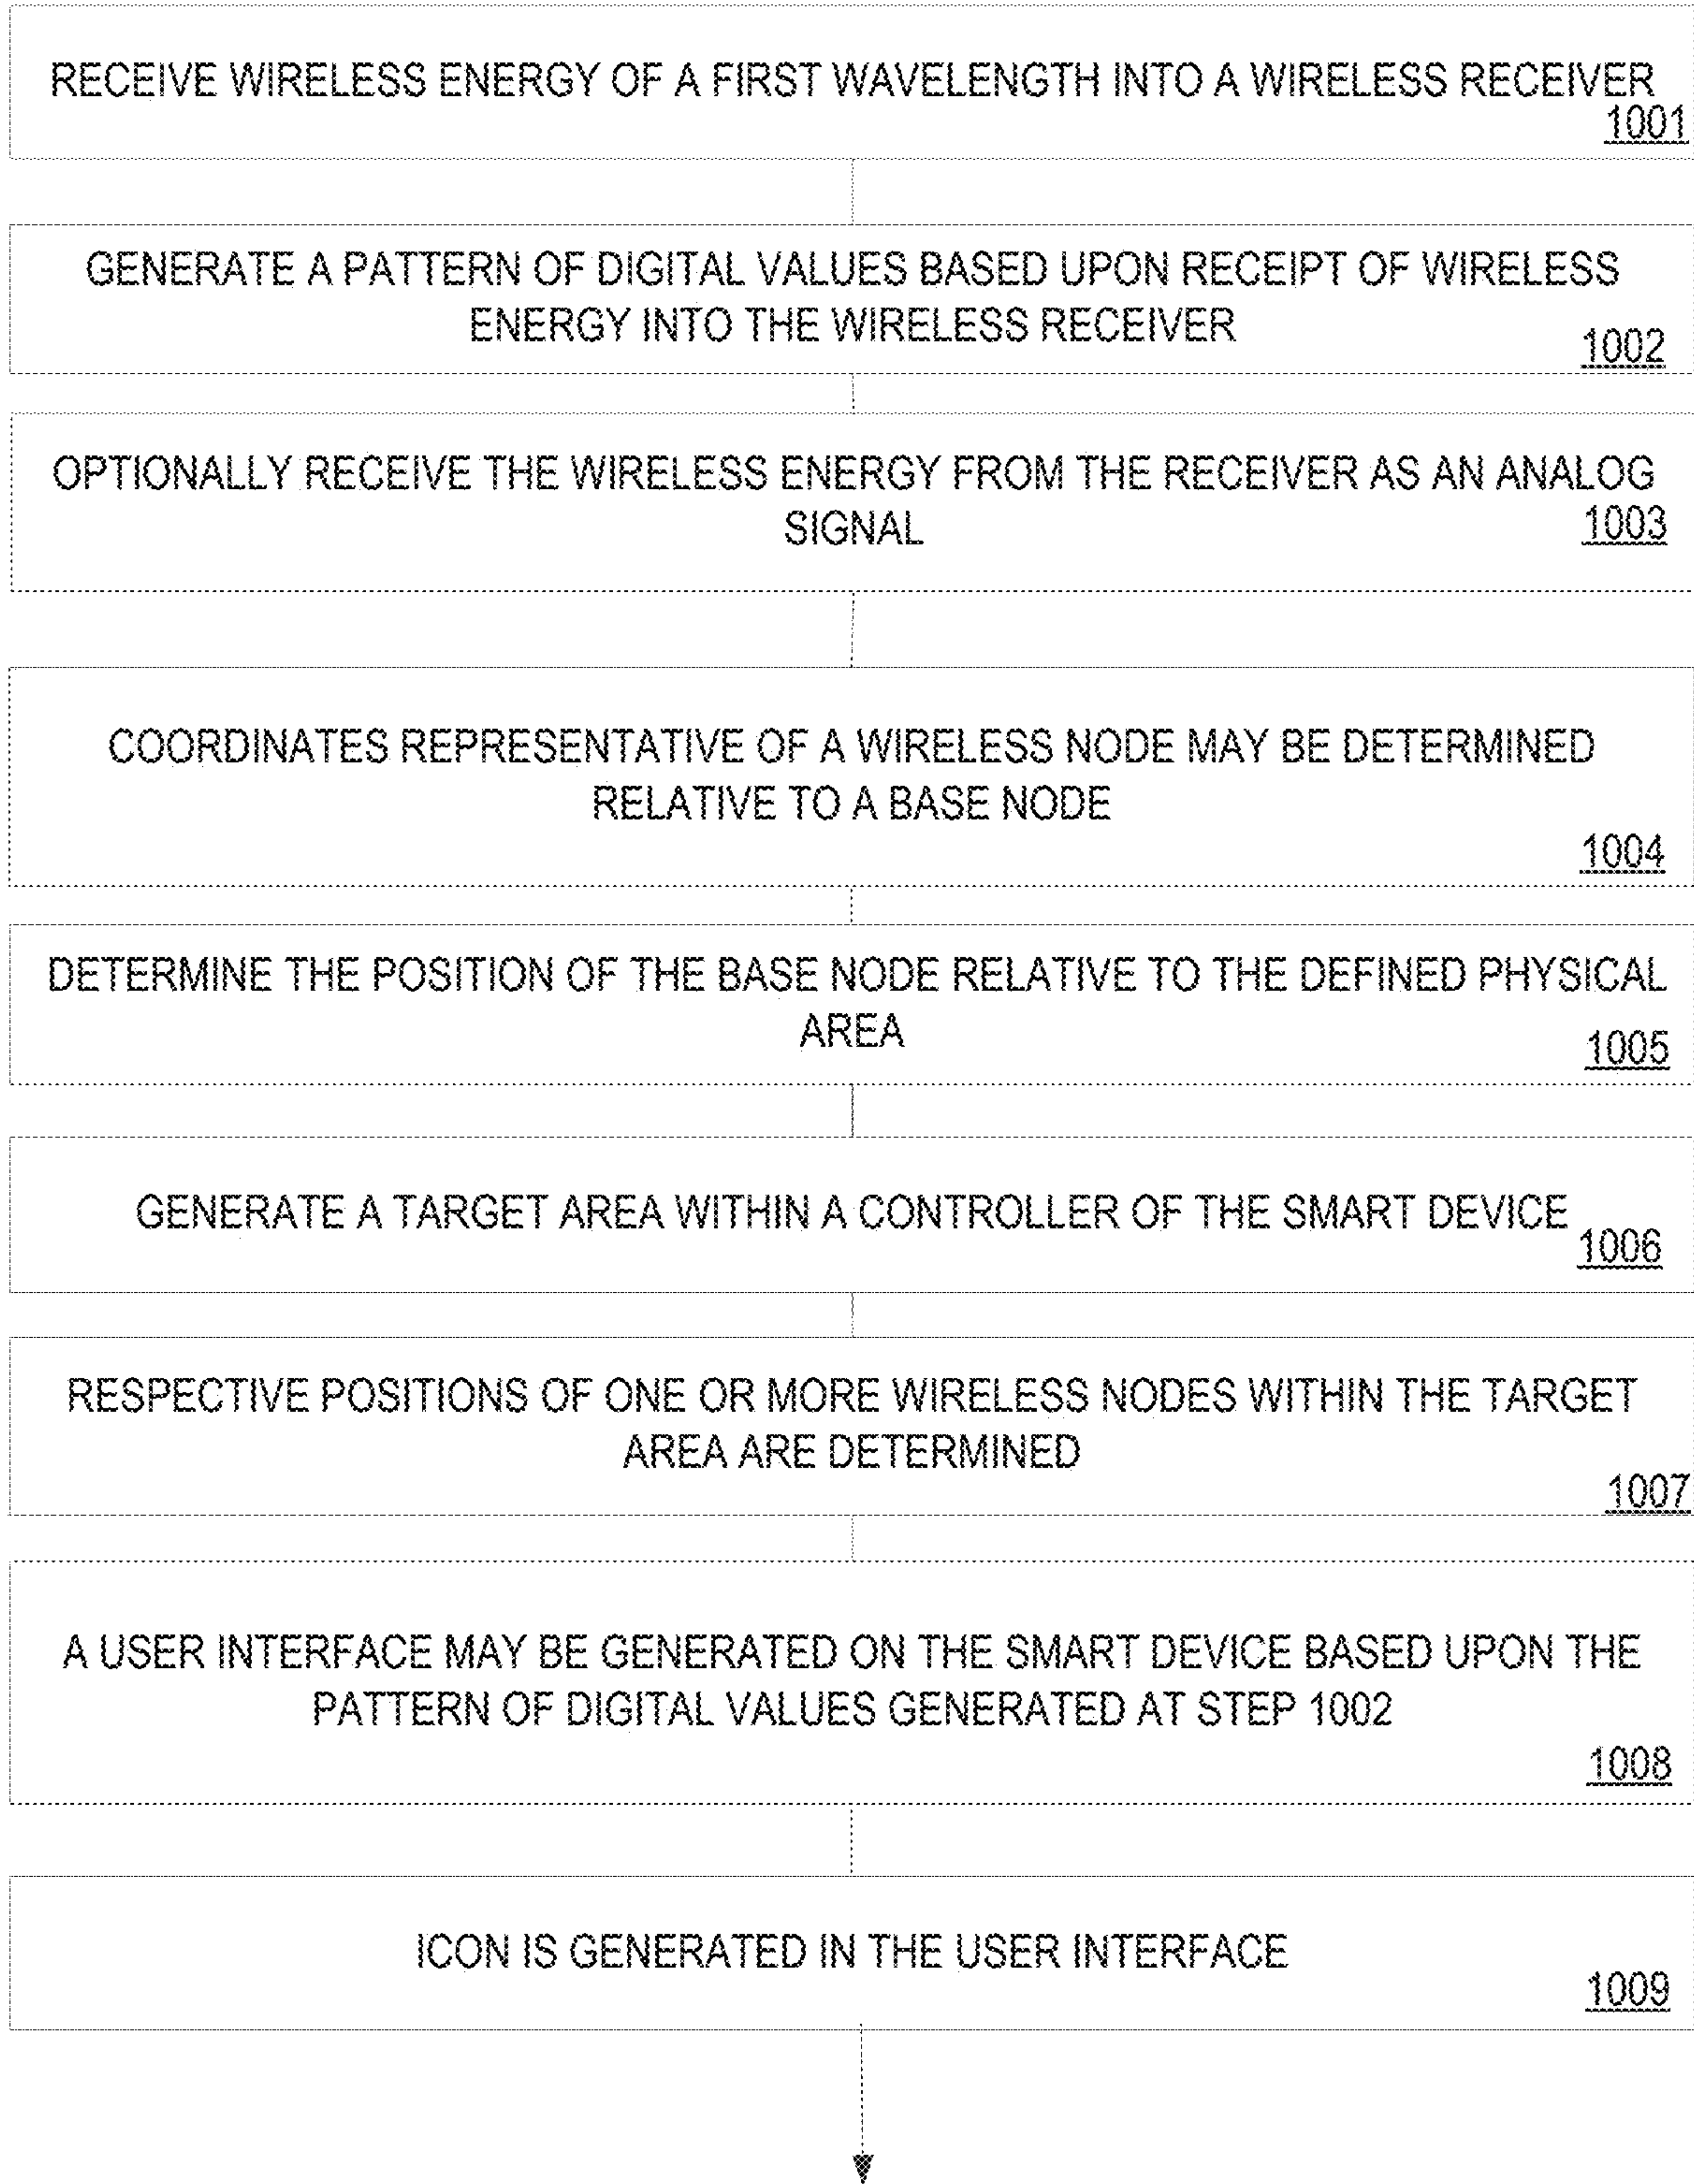 RECEIVE WIRELESS ENERGY OF A FIRST WAVELENGTH INTO A WIRELESS RECEIVER
1001
GENERATE A PATTERN OF DIGITAL VALUES BASED UPON RECEIPT OF WIRELESS
ENERGY INTO THE WIRELESS RECEIVER
1002
OPTIONALLY RECEIVE THE WIRELESS ENERGY FROM THE RECEIVER AS AN ANALOG
SIGNAL
1003
COORDINATES REPRESENTATIVE OF A WIRELESS NODE MAY BE DETERMINED
RELATIVE TO A BASE NODE
1004
DETERMINE THE POSITION OF THE BASE NODE RELATIVE TO THE DEFINED PHYSICAL
AREA
1005
GENERATE A TARGET AREA WITHIN A CONTROLLER OF THE SMART DEVICE
1006
RESPECTIVE POSITIONS OF ONE OR MORE WIRELESS NODES WITHIN THE TARGET
AREA ARE DETERMINED
1007
A USER INTERFACE MAY BE GENERATED ON THE SMART DEVICE BASED UPON THE
PATTERN OF DIGITAL VALUES GENERATED AT STEP 1002
1008
ICON IS GENERATED IN THE USER INTERFACE
1009